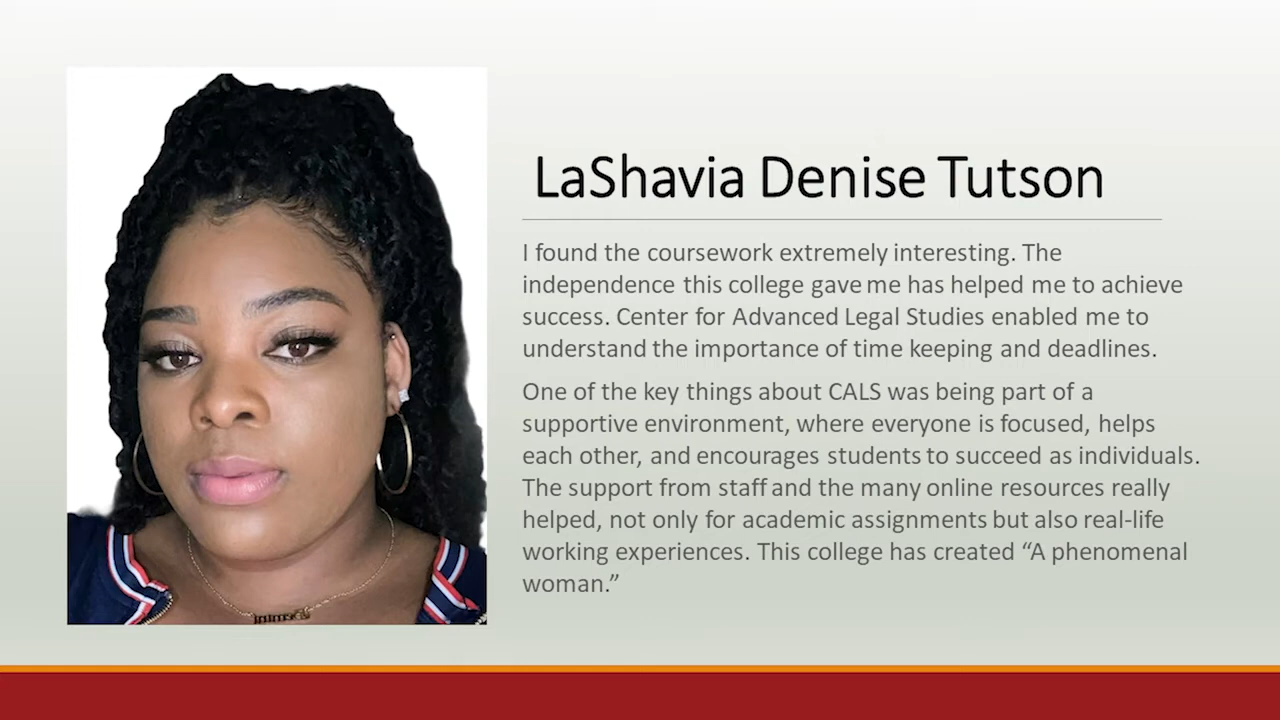 LaShavia Denise Tutson
I found the coursework extremely interesting. The
independence this college gave me has helped me to achieve
success. Center for Advanced Legal Studies enabled me to
understand the importance of time keeping and deadlines.
One of the key things about CALS was being part of a
supportive environment, where everyone is focused, helps
each other, and encourages students to succeed as individuals.
The support from staff and the many online resources really
helped, not only for academic assignments but also real-life
working experiences. This college has created “A phenomenal
woman.”